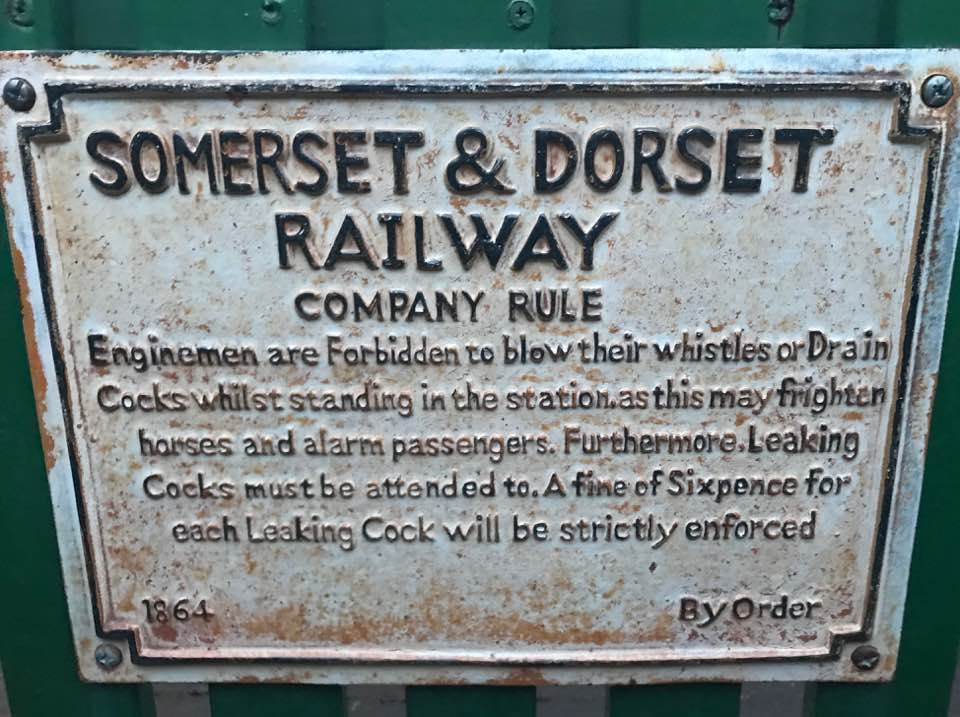 SOMERSET & DORSET
RAILWAY
COMPANY RULE
Enginemen are Forbidden to blow their whistles or Drain
Cocks whilst standing in the station.as this may frighten
horses and alarm passengers. Furthermore.Leaking
Cocks must be attended to. A fine of Sixpence for
each Leaking Cock will be strictly enforced
1864 By Order